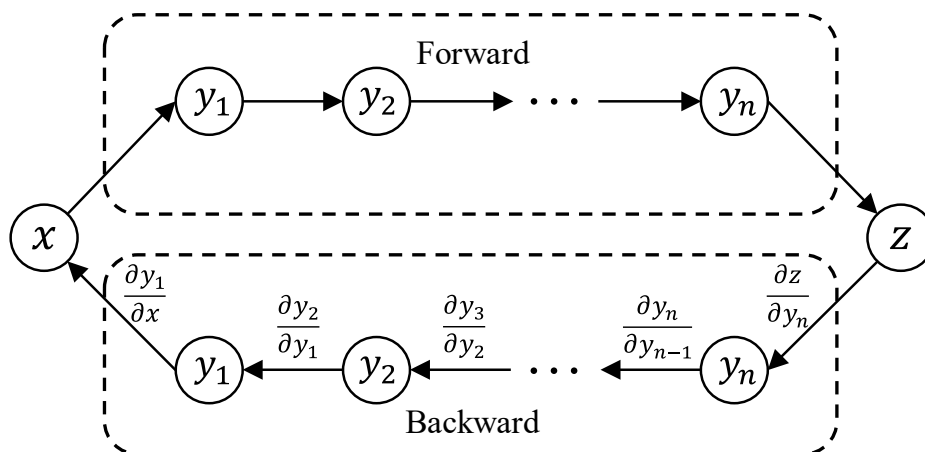 Forward
y₁ y₂ ⋯ yₙ
x z
∂y₁/∂x ∂y₂/∂y₁ ∂y₃/∂y₂ ∂yₙ/∂yₙ₋₁ ∂z/∂yₙ
y₁ y₂ ⋯ yₙ
Backward